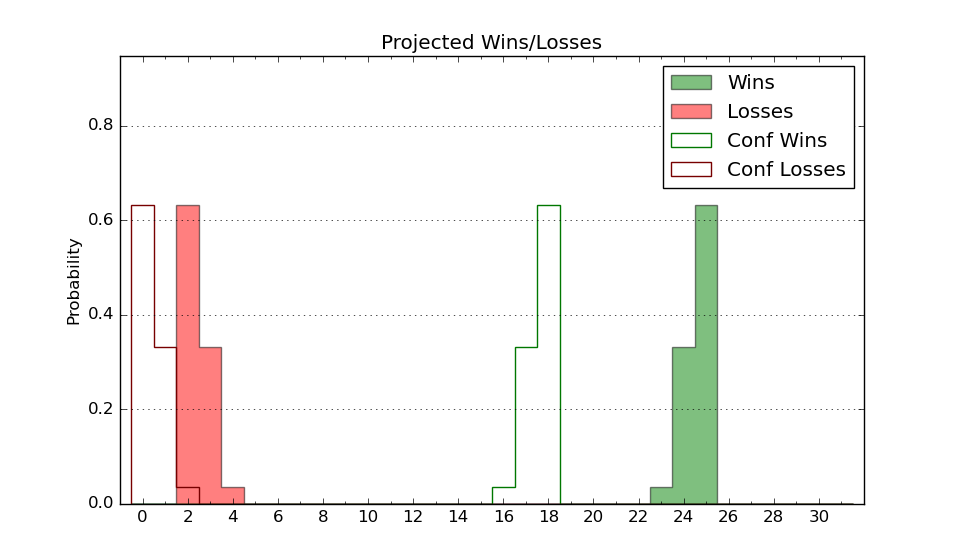 Projected Wins/Losses
Wins
Losses
Conf Wins
Conf Losses
Probability
0.8
0.6
0.4
0.2
0.0
0 2 4 6 8 10 12 14 16 18 20 22 24 26 28 30